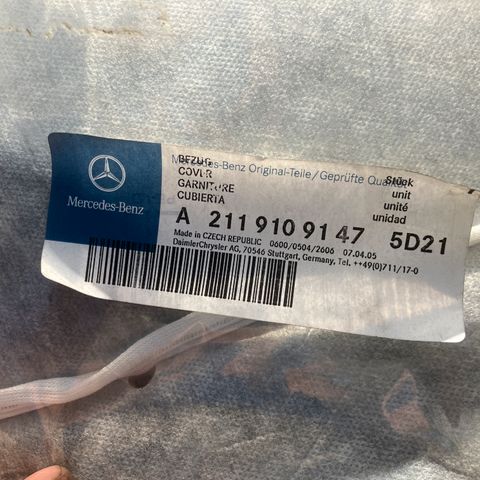 Mercedes-Benz Original-Teile/Geprüfte Qualität
BEZUG
COVER
GARNITURE
CUBIERTA
Stück
unit
unité
unidad
Mercedes-Benz
A 211 910 91 47 5D21
Made in CZECH REPUBLIC 0600/0504/2606 07.04.05
DaimlerChrysler AG, 70546 Stuttgart, Germany, Tel. ++49(0)711/17-0